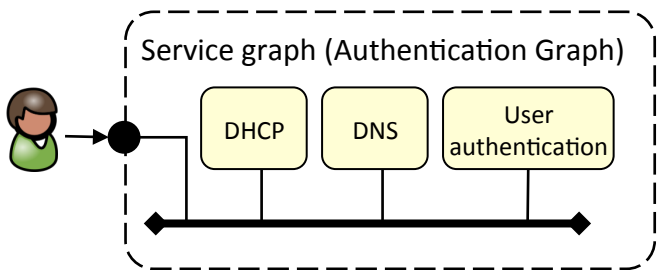 Service graph (Authentication Graph)
DHCP
DNS
User
authentication